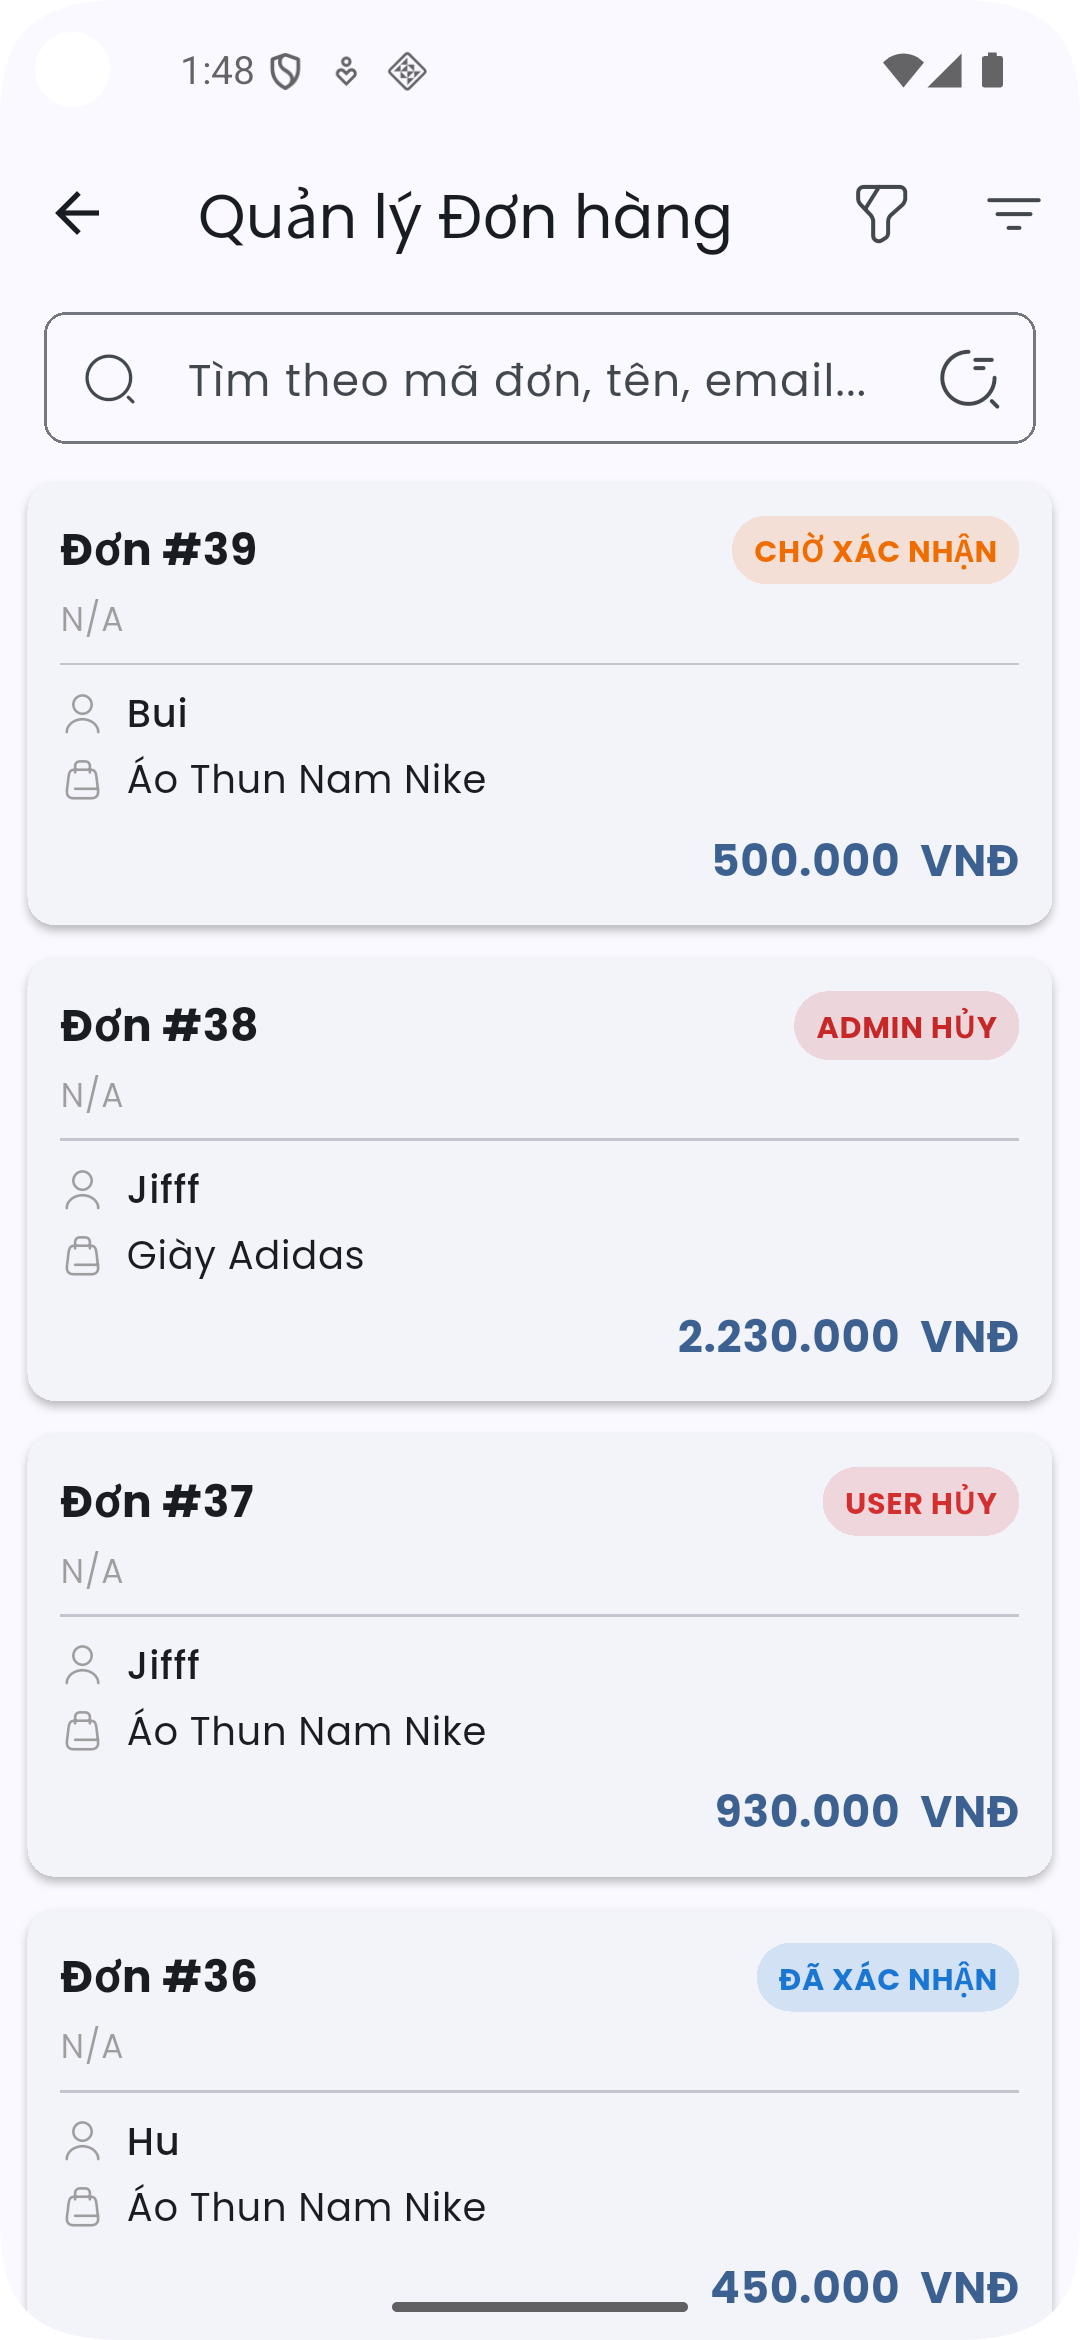 1:48
Quản lý Đơn hàng
Tìm theo mã đơn, tên, email...
Đơn #39
CHỜ XÁC NHẬN
N/A
Bui
Áo Thun Nam Nike
500.000 VNĐ
Đơn #38
ADMIN HỦY
N/A
Jifff
Giày Adidas
2.230.000 VNĐ
Đơn #37
USER HỦY
N/A
Jifff
Áo Thun Nam Nike
930.000 VNĐ
Đơn #36
ĐÃ XÁC NHẬN
N/A
Hu
Áo Thun Nam Nike
450.000 VNĐ